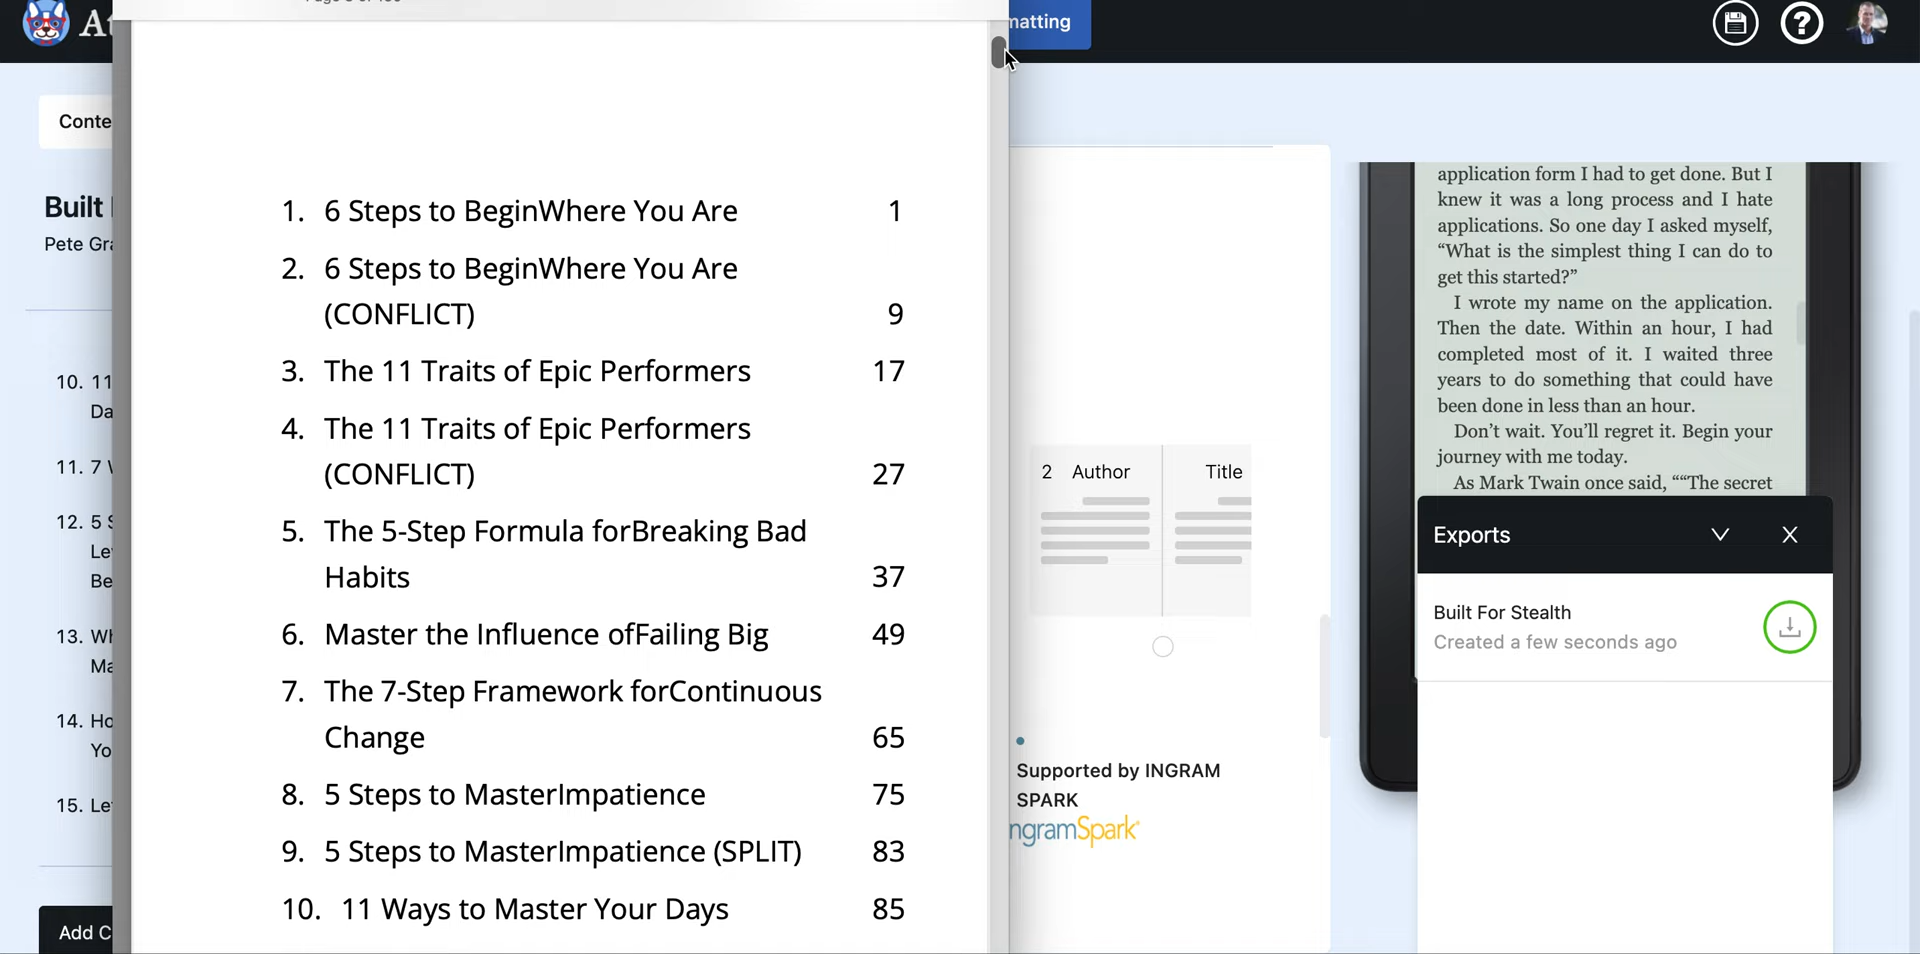 matting
Conte
Built
Pete Gra
10. 11
Da
11. 7
12. 5 S
Le
Be
13. Wh
Ma
14. Ho
Yo
15. Le
Add C
1. 6 Steps to BeginWhere You Are 1
2. 6 Steps to BeginWhere You Are
(CONFLICT) 9
3. The 11 Traits of Epic Performers 17
4. The 11 Traits of Epic Performers
(CONFLICT) 27
5. The 5-Step Formula forBreaking Bad
Habits 37
6. Master the Influence ofFailing Big 49
7. The 7-Step Framework forContinuous
Change 65
8. 5 Steps to MasterImpatience 75
9. 5 Steps to MasterImpatience (SPLIT) 83
10. 11 Ways to Master Your Days 85
2 Author Title
Supported by INGRAM
SPARK
ngramSpark
application form I had to get done. But I
knew it was a long process and I hate
applications. So one day I asked myself,
“What is the simplest thing I can do to
get this started?”
I wrote my name on the application.
Then the date. Within an hour, I had
completed most of it. I waited three
years to do something that could have
been done in less than an hour.
Don’t wait. You’ll regret it. Begin your
journey with me today.
As Mark Twain once said, ““The secret
Exports
Built For Stealth
Created a few seconds ago